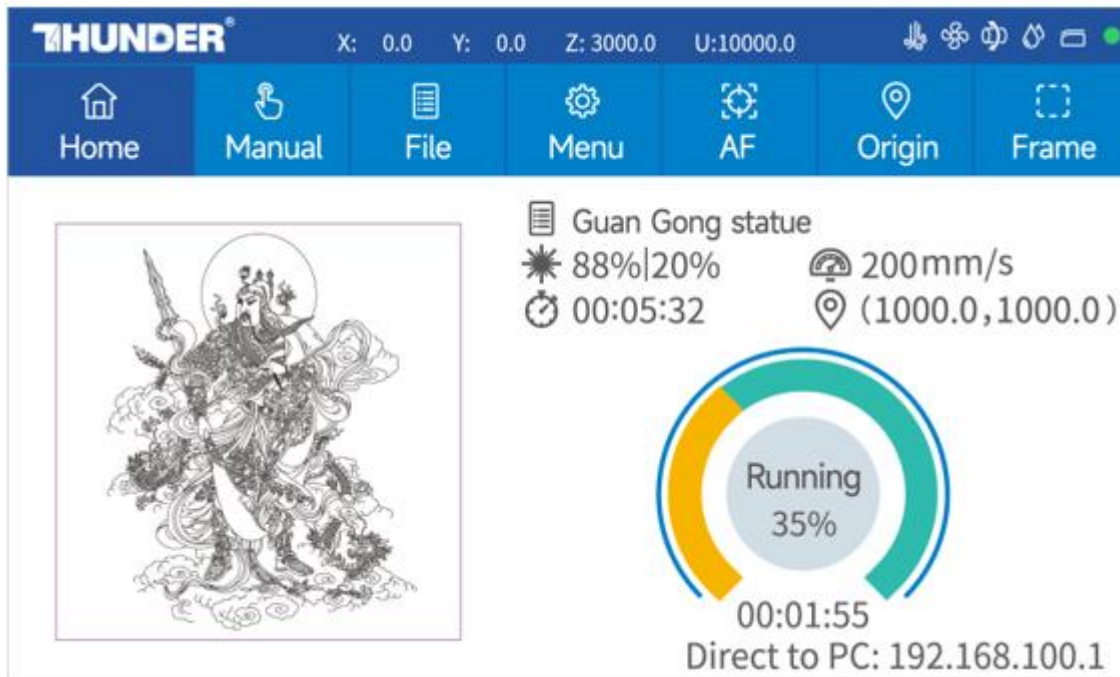 THUNDER® X: 0.0 Y: 0.0 Z: 3000.0 U:10000.0
Home Manual File Menu AF Origin Frame
Guan Gong statue
88%|20% 200mm/s
00:05:32 (1000.0,1000.0)
Running
35%
00:01:55
Direct to PC: 192.168.100.1